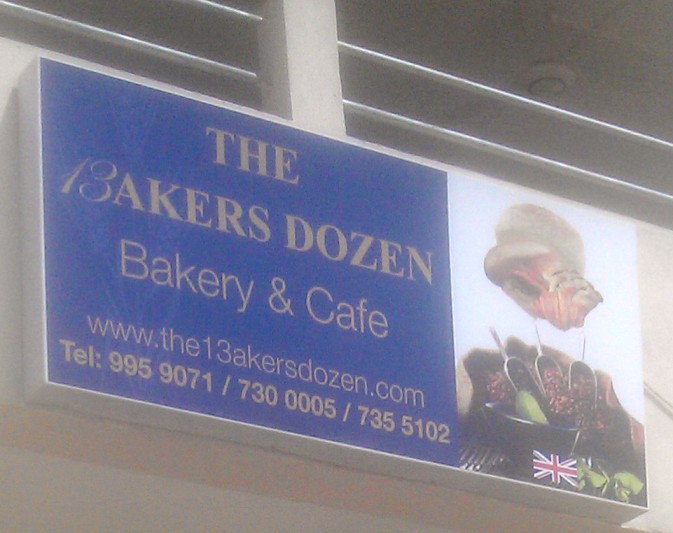 THE
13AKERS DOZEN
Bakery & Cafe
www.the13akersdozen.com
Tel: 995 9071 / 730 0005 / 735 5102